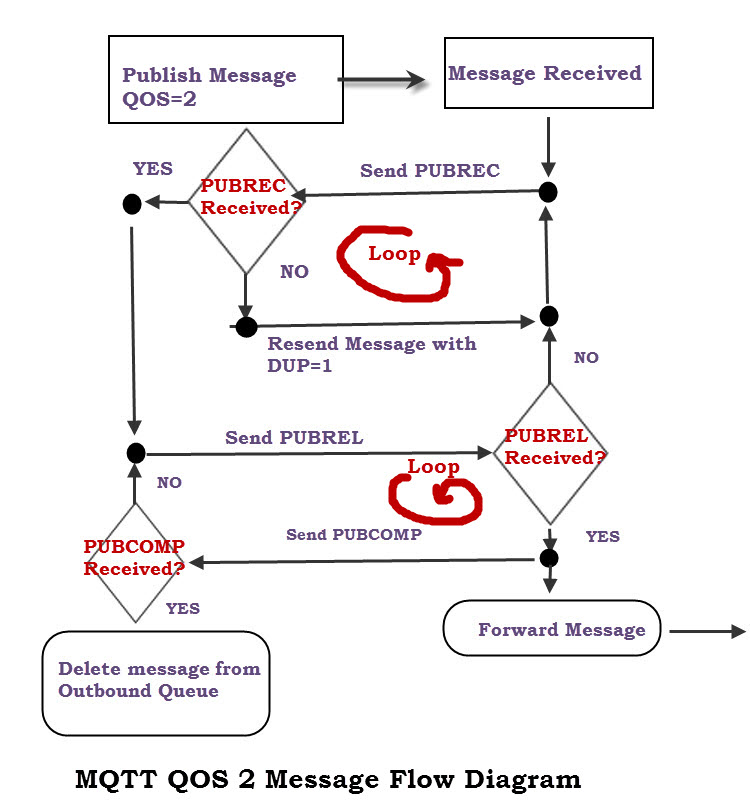 Publish Message
QOS=2
Message Received
YES
Send PUBREC
PUBREC
Received?
Loop
NO
Resend Message with
DUP=1
NO
Send PUBREL
PUBREL
Received?
Loop
NO
Send PUBCOMP
YES
PUBCOMP
Received?
YES
Forward Message
Delete message from
Outbound Queue
MQTT QOS 2 Message Flow Diagram